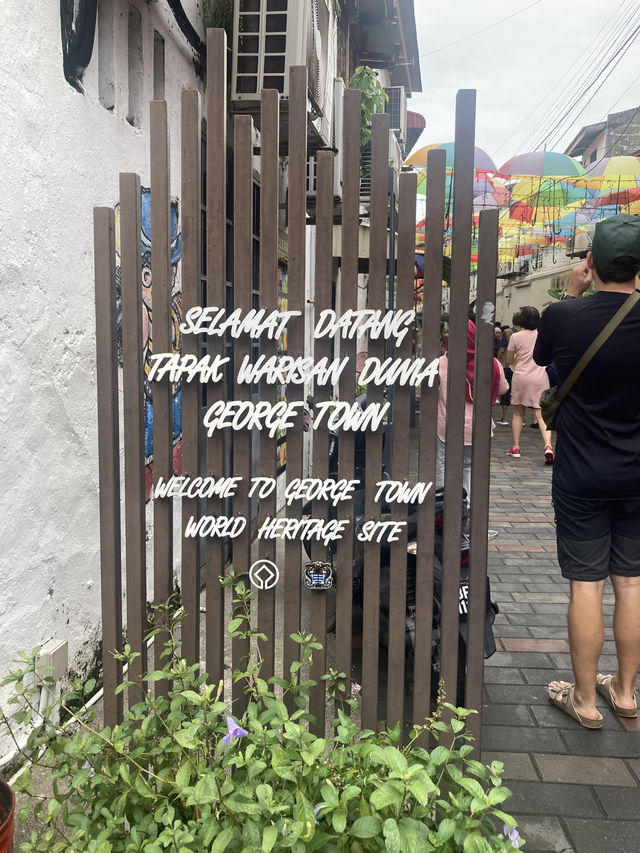 SELAMAT DATANG
TAPAK WARISAN DUNIA
GEORGE TOWN
WELCOME TO GEORGE TOWN
WORLD HERITAGE SITE